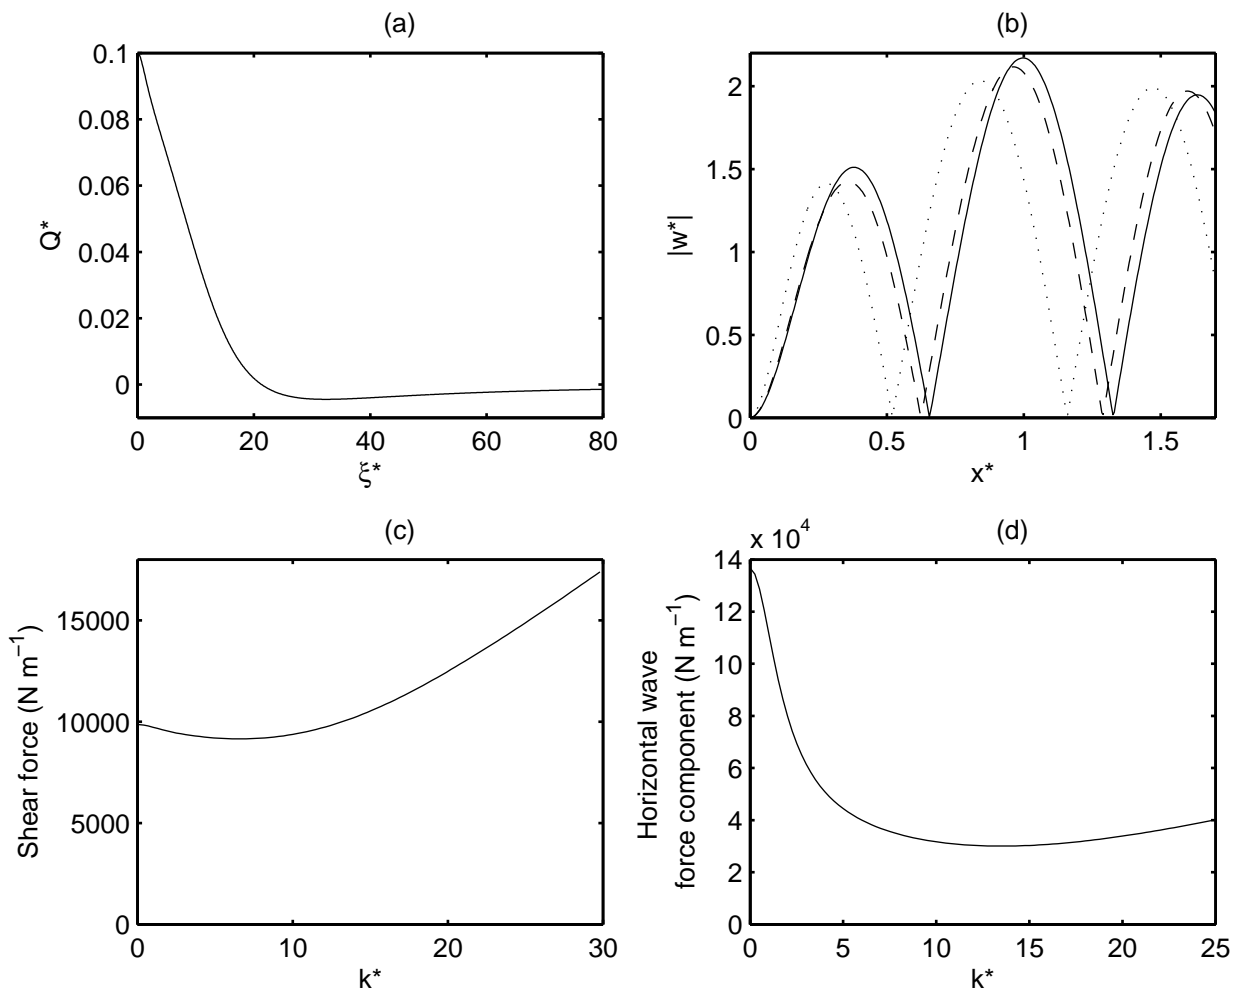 (a)
0.1
0.08
0.06
0.04
0.02
0
Q*
0 20 40 60 80
ξ*
(b)
2
1.5
1
0.5
0
|w*|
0 0.5 1 1.5
x*
(c)
15000
10000
5000
0
Shear force (N m−1)
0 10 20 30
k*
(d)
x 10^4
14
12
10
8
6
4
2
0
Horizontal wave
force component (N m−1)
0 5 10 15 20 25
k*